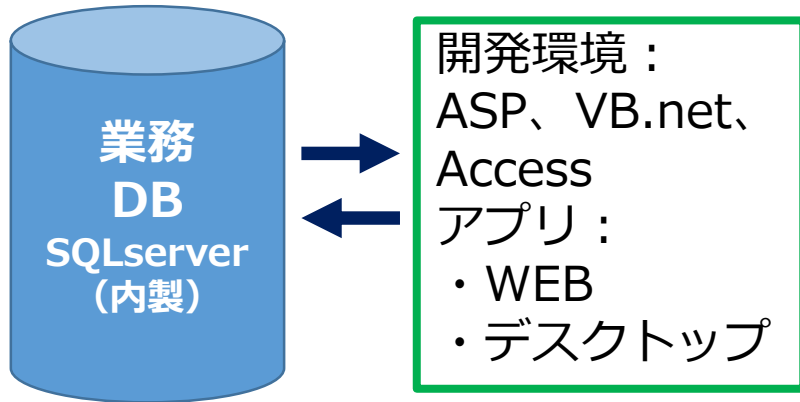 業務
DB
SQLserver
（内製）
開発環境：
ASP、VB.net、
Access
アプリ：
・WEB
・デスクトップ